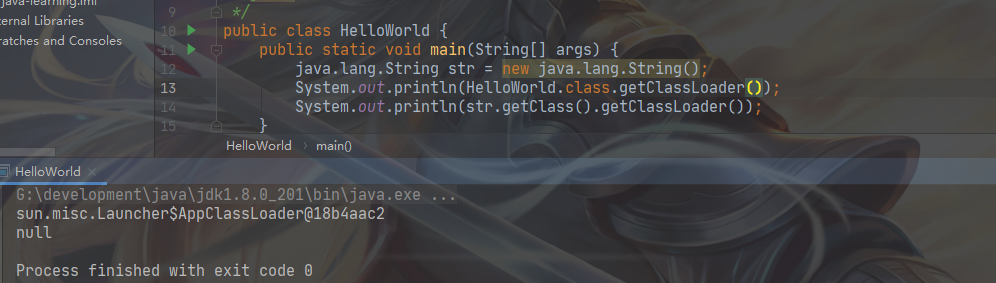 java-learning.iml
ternal Libraries
ratches and Consoles
9 */
10 public class HelloWorld {
11 public static void main(String[] args) {
12 java.lang.String str = new java.lang.String();
13 System.out.println(HelloWorld.class.getClassLoader());
14 System.out.println(str.getClass().getClassLoader());
15 }
HelloWorld › main()
HelloWorld ×
G:\development\java\jdk1.8.0_201\bin\java.exe ...
sun.misc.Launcher$AppClassLoader@18b4aac2
null
Process finished with exit code 0